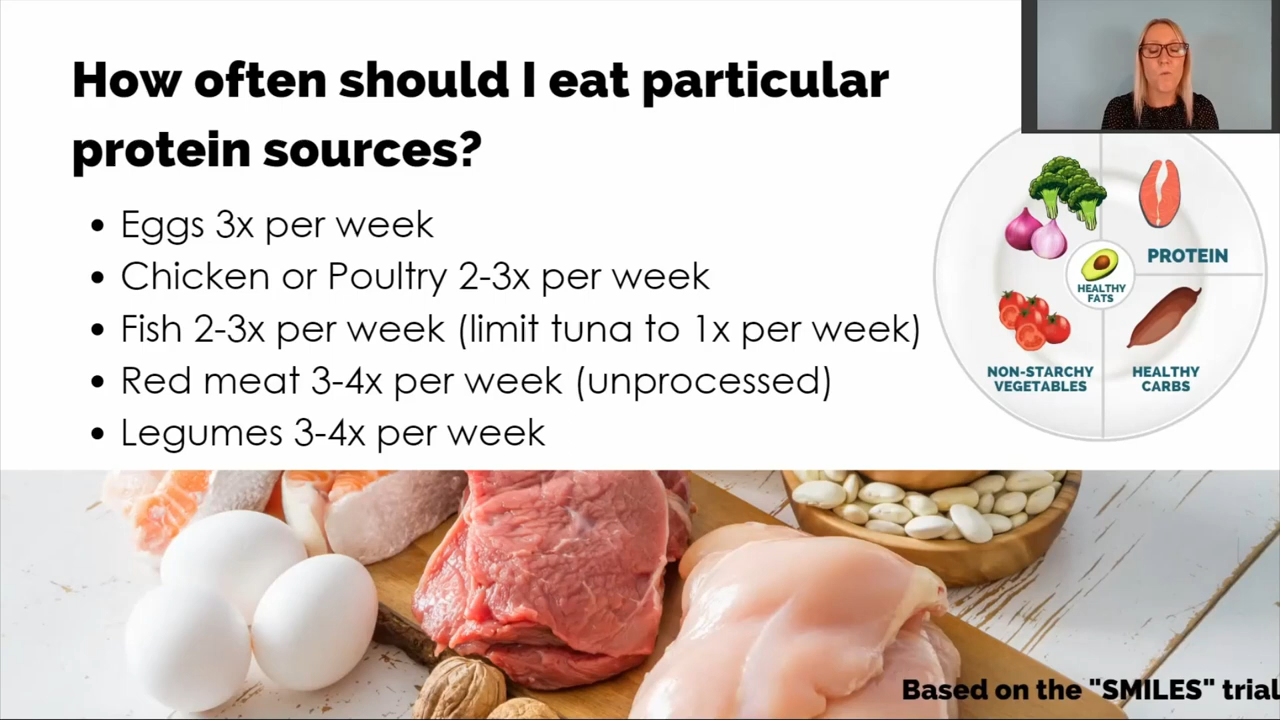 How often should I eat particular
protein sources?
• Eggs 3x per week
• Chicken or Poultry 2-3x per week
• Fish 2-3x per week (limit tuna to 1x per week)
• Red meat 3-4x per week (unprocessed)
• Legumes 3-4x per week
PROTEIN
HEALTHY
FATS
NON-STARCHY
VEGETABLES
HEALTHY
CARBS
Based on the "SMILES" trial